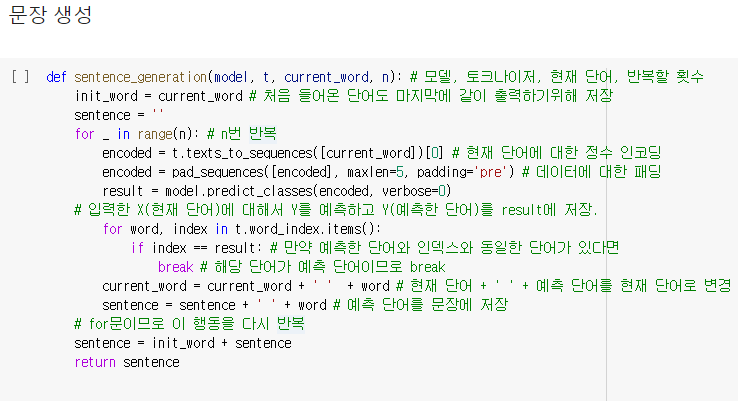 문장 생성
[ ] def sentence_generation(model, t, current_word, n): # 모델, 토크나이저, 현재 단어, 반복할 횟수
init_word = current_word # 처음 들어온 단어도 마지막에 같이 출력하기위해 저장
sentence = ''
for _ in range(n): # n번 반복
encoded = t.texts_to_sequences([current_word])[0] # 현재 단어에 대한 정수 인코딩
encoded = pad_sequences([encoded], maxlen=5, padding='pre') # 데이터에 대한 패딩
result = model.predict_classes(encoded, verbose=0)
# 입력한 X(현재 단어)에 대해서 Y를 예측하고 Y(예측한 단어)를 result에 저장.
for word, index in t.word_index.items():
if index == result: # 만약 예측한 단어와 인덱스와 동일한 단어가 있다면
break # 해당 단어가 예측 단어이므로 break
current_word = current_word + ' ' + word # 현재 단어 + ' ' + 예측 단어를 현재 단어로 변경
sentence = sentence + ' ' + word # 예측 단어를 문장에 저장
# for문이므로 이 행동을 다시 반복
sentence = init_word + sentence
return sentence